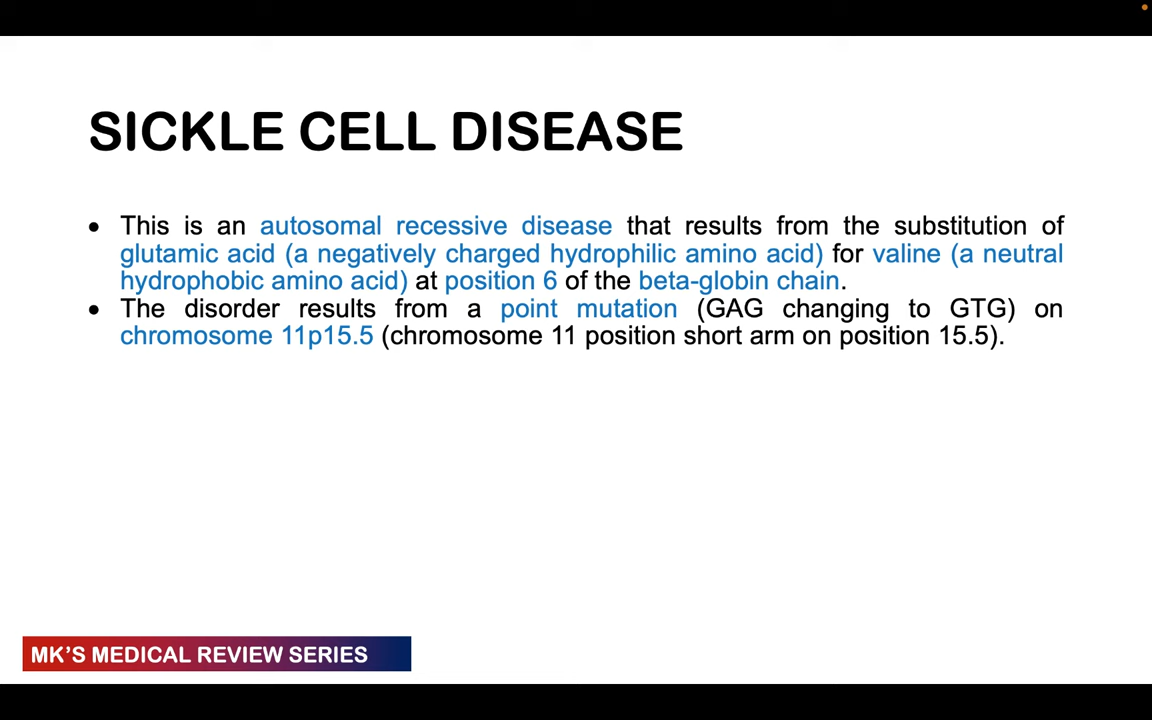 SICKLE CELL DISEASE
• This is an autosomal recessive disease that results from the substitution of
glutamic acid (a negatively charged hydrophilic amino acid) for valine (a neutral
hydrophobic amino acid) at position 6 of the beta-globin chain.
• The disorder results from a point mutation (GAG changing to GTG) on
chromosome 11p15.5 (chromosome 11 position short arm on position 15.5).
MK'S MEDICAL REVIEW SERIES